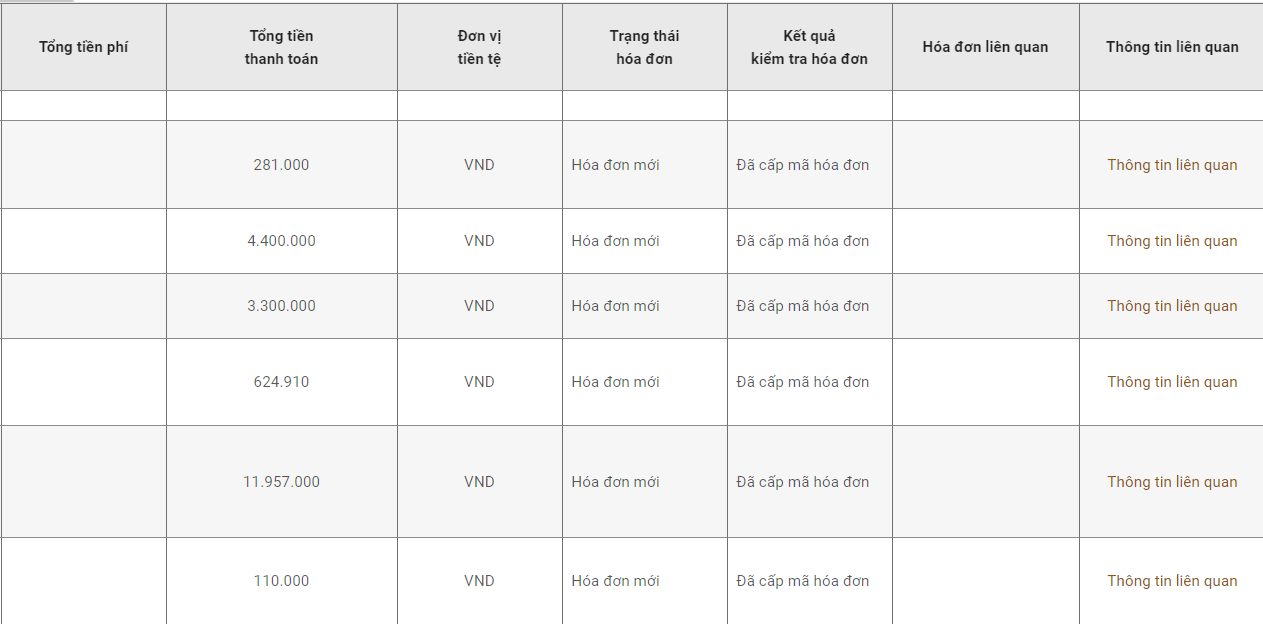 Tổng tiền phí
Tổng tiền
thanh toán
Đơn vị
tiền tệ
Trạng thái
hóa đơn
Kết quả
kiểm tra hóa đơn
Hóa đơn liên quan
Thông tin liên quan
281.000 VND Hóa đơn mới Đã cấp mã hóa đơn Thông tin liên quan
4.400.000 VND Hóa đơn mới Đã cấp mã hóa đơn Thông tin liên quan
3.300.000 VND Hóa đơn mới Đã cấp mã hóa đơn Thông tin liên quan
624.910 VND Hóa đơn mới Đã cấp mã hóa đơn Thông tin liên quan
11.957.000 VND Hóa đơn mới Đã cấp mã hóa đơn Thông tin liên quan
110.000 VND Hóa đơn mới Đã cấp mã hóa đơn Thông tin liên quan